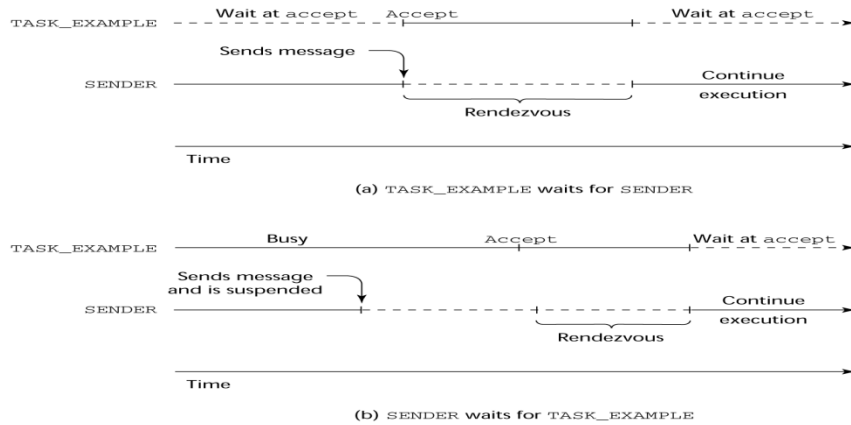 Wait at accept Accept Wait at accept
TASK_EXAMPLE
Sends message
Continue
SENDER
execution
Rendezvous
Time
(a) TASK_EXAMPLE waits for SENDER
Busy Accept Wait at accept
TASK_EXAMPLE
Sends message
and is suspended
Continue
SENDER
execution
Rendezvous
Time
(b) SENDER waits for TASK_EXAMPLE